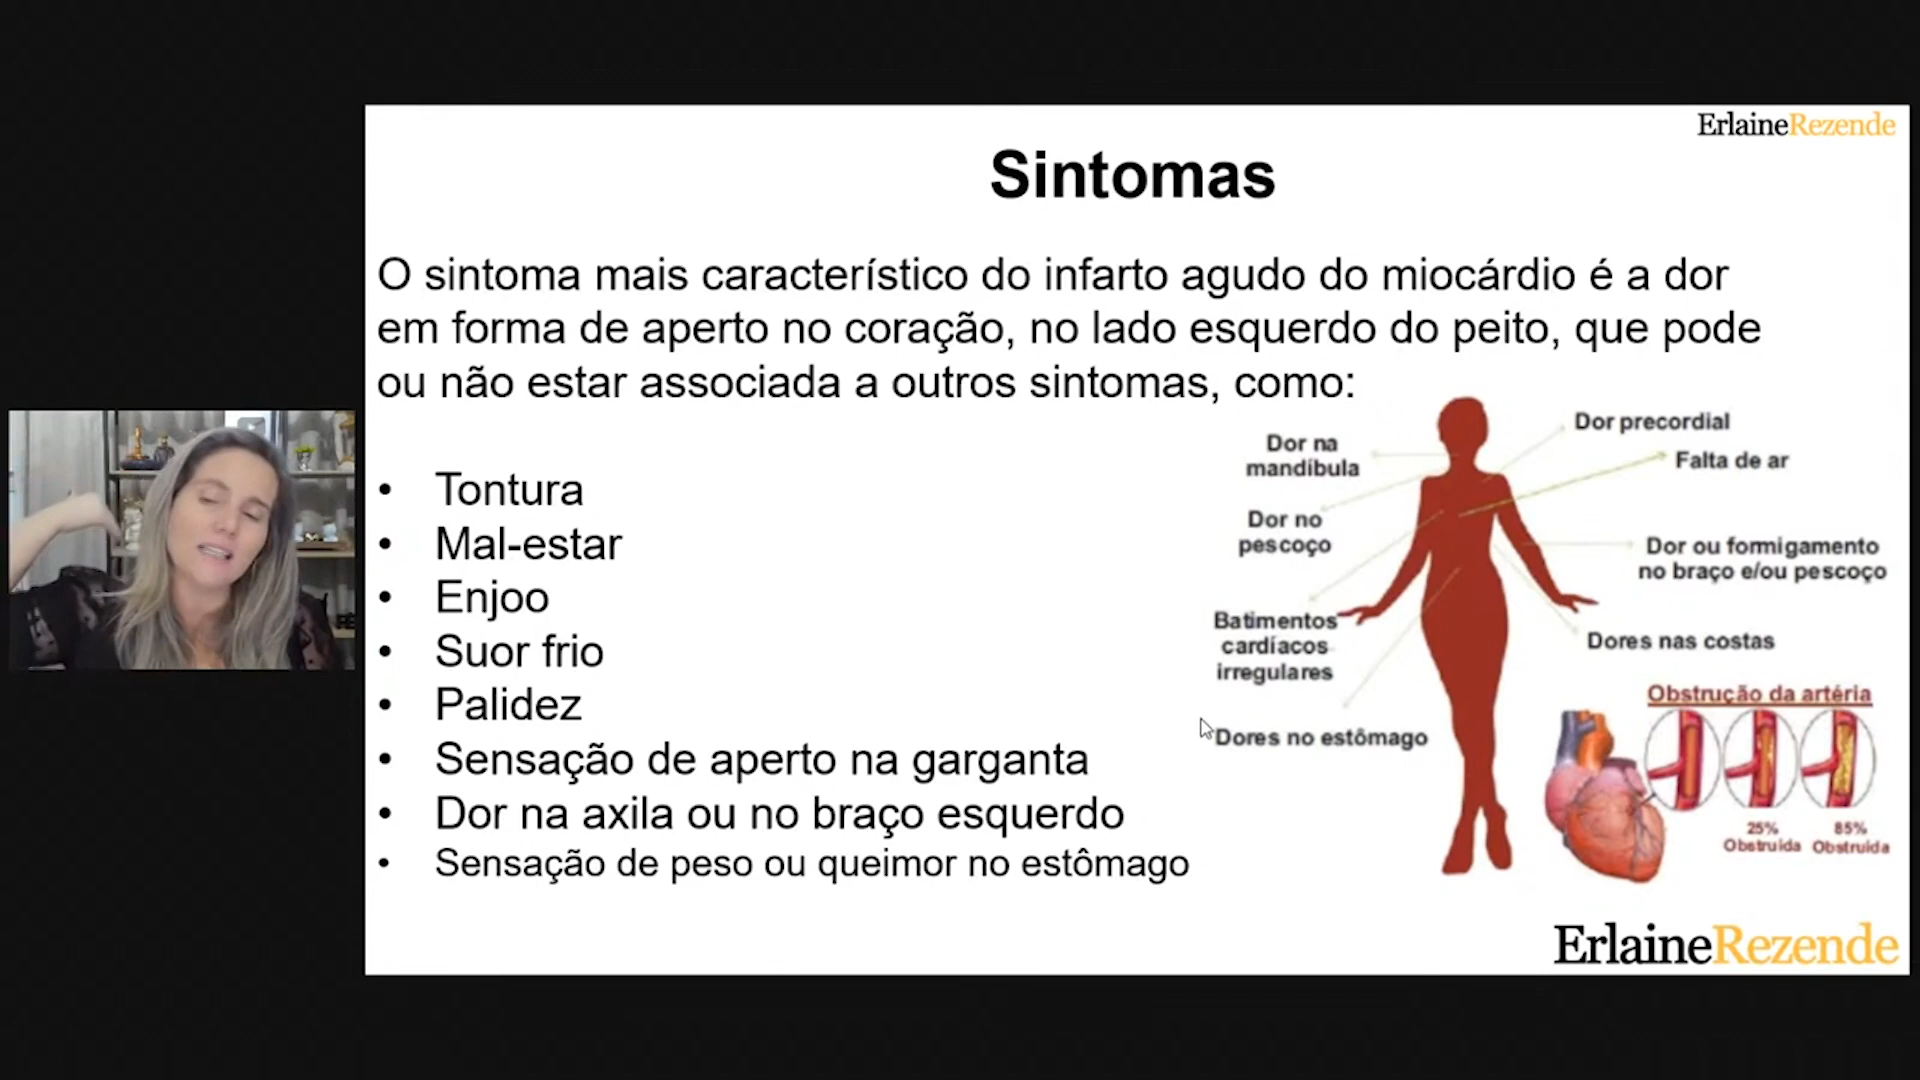 ErlaineRezende
Sintomas
O sintoma mais característico do infarto agudo do miocárdio é a dor
em forma de aperto no coração, no lado esquerdo do peito, que pode
ou não estar associada a outros sintomas, como:
• Tontura
• Mal-estar
• Enjoo
• Suor frio
• Palidez
• Sensação de aperto na garganta
• Dor na axila ou no braço esquerdo
• Sensação de peso ou queimor no estômago
Dor na
mandíbula
Dor no
pescoço
Batimentos
cardíacos
irregulares
Dores no estômago
Dor precordial
Falta de ar
Dor ou formigamento
no braço e/ou pescoço
Dores nas costas
Obstrução da artéria
25%
Obstruída
85%
Obstruída
ErlaineRezende